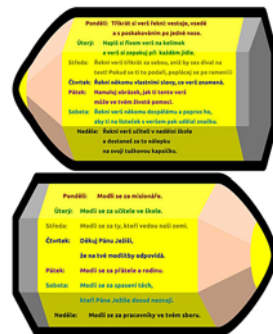 Pondělí: Třikrát si verš řekni: vestoje, vsedě
a s poskakováním po jedné noze.
Úterý: Napiš si fixem verš na kolínek
a verš si zopakuj při každém jídle.
Středa: Řekni verš třikrát za sebou, aniž by ses díval na
text! Pokud se ti to podaří, poplácej se po rameni!
Čtvrtek: Řekni někomu vlastními slovy, co verš znamená.
Pátek: Namaluj obrázek, jak ti tento verš
může ve tvém životě pomoci.
Sobota: Řekni verš někomu dospělému a popros ho,
aby ti na lísteček s veršem pak udělal značku.
Neděle: Řekni verš učiteli v nedělní škole
a dostaneš za to nálepku
na svoji tužkovou kapsičku.
Pondělí: Modli se za misionáře.
Úterý: Modli se za učitele ve škole.
Středa: Modli se za ty, kteří vedou naši zemi.
Čtvrtek: Děkuj Pánu Ježíši,
že na tvé modlitby odpovídá.
Pátek: Modli se za přátele a rodinu.
Sobota: Modli se za spasení těch,
kteří Pána Ježíše dosud neznají.
Neděle: Modli se za pracovníky ve tvém sboru.